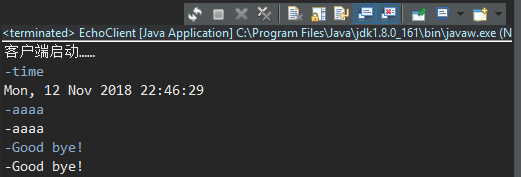 <terminated> EchoClient [Java Application] C:\Program Files\Java\jdk1.8.0_161\bin\javaw.exe (N
客户端启动……
-time
Mon, 12 Nov 2018 22:46:29
-aaaa
-aaaa
-Good bye!
-Good bye!